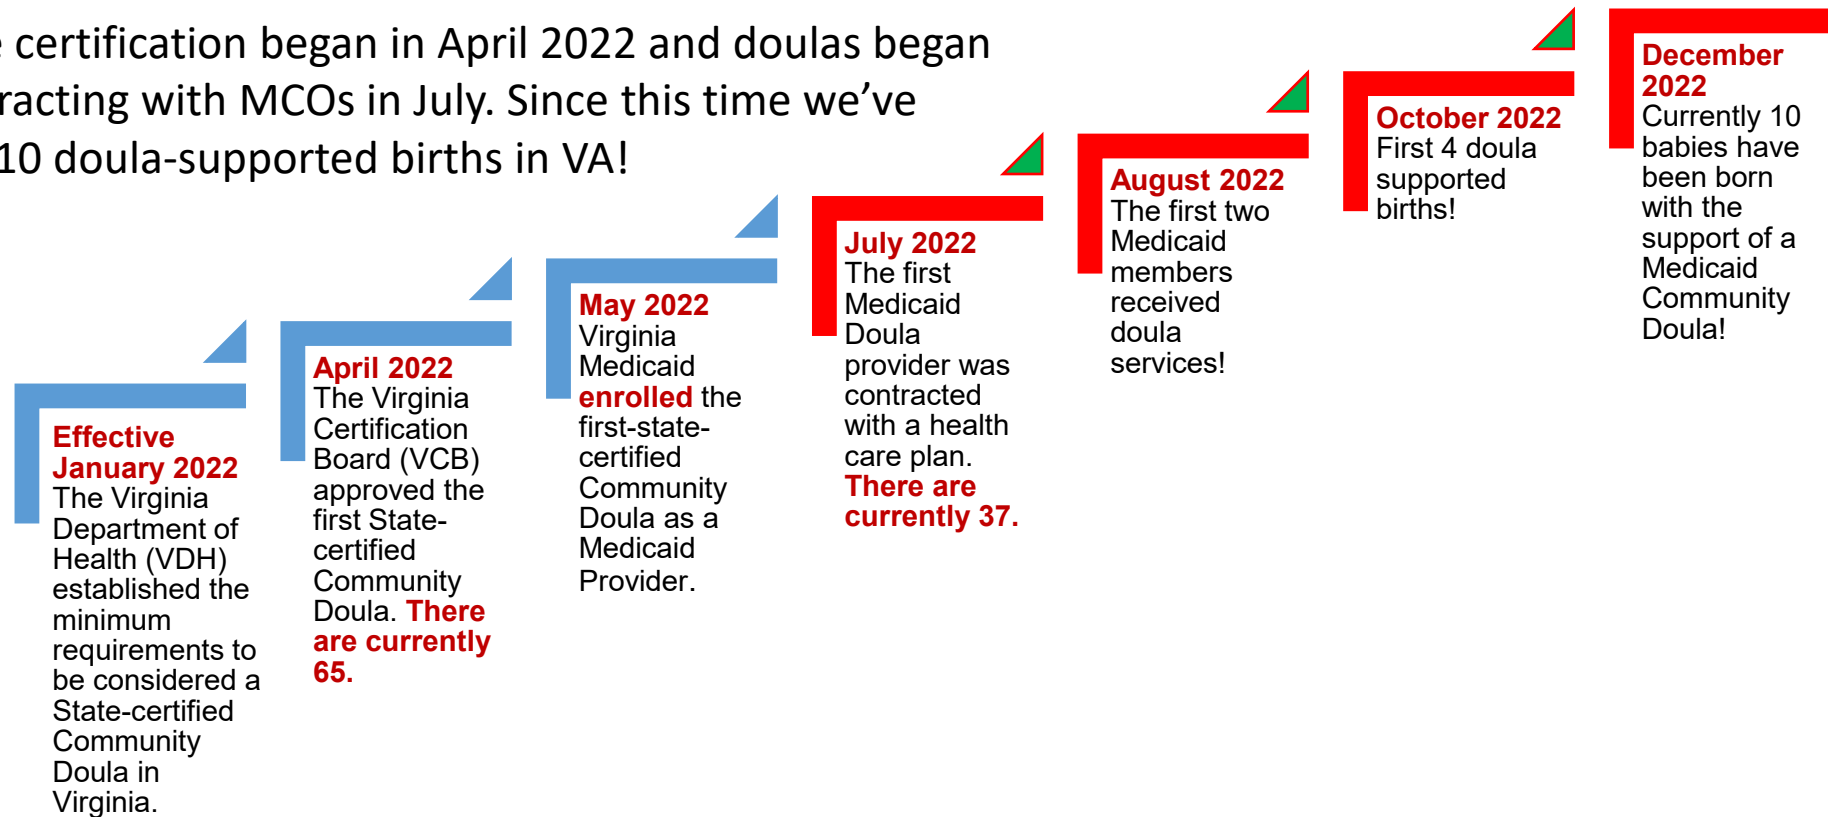 certification began in April 2022 and doulas began
with MCOs in July. Since this time we've
10 doula-supported births in VA!
Effective
January 2022
The Virginia
Department of
Health (VDH)
established the
minimum
requirements to
be considered a
State-certified
Community
Doula in
Virginia.
April 2022
The Virginia
Certification
Board (VCB)
approved the
first State-
certified
Community
Doula. There
are currently
65.
May 2022
Virginia
Medicaid
enrolled the
first-state-
certified
Community
Doula as a
Medicaid
Provider.
July 2022
The first
Medicaid
Doula
provider was
contracted
with a health
care plan.
There are
currently 37.
August 2022
The first two
Medicaid
members
received
doula
services!
October 2022
First 4 doula
supported
births!
December
2022
Currently 10
babies have
been born
with the
support of a
Medicaid
Community
Doula!